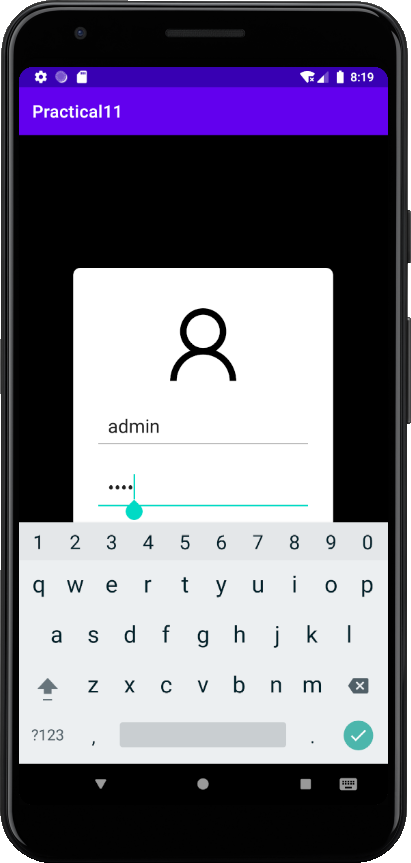 8:19
Practical11
admin
••••
1 2 3 4 5 6 7 8 9 0
q w e r t y u i o p
a s d f g h j k l
z x c v b n m
?123 , .